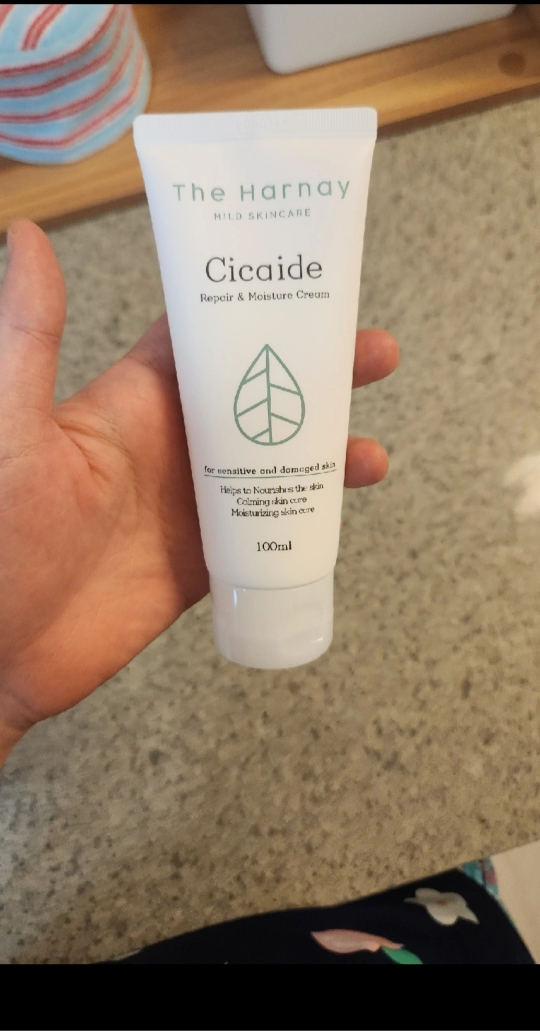 The Harnay
MILD SKINCARE
Cicaide
Repair & Moisture Cream
for sensitive and damaged skin
Helps to Nourishes the skin
Calming skin care
Moisturizing skin care
100ml